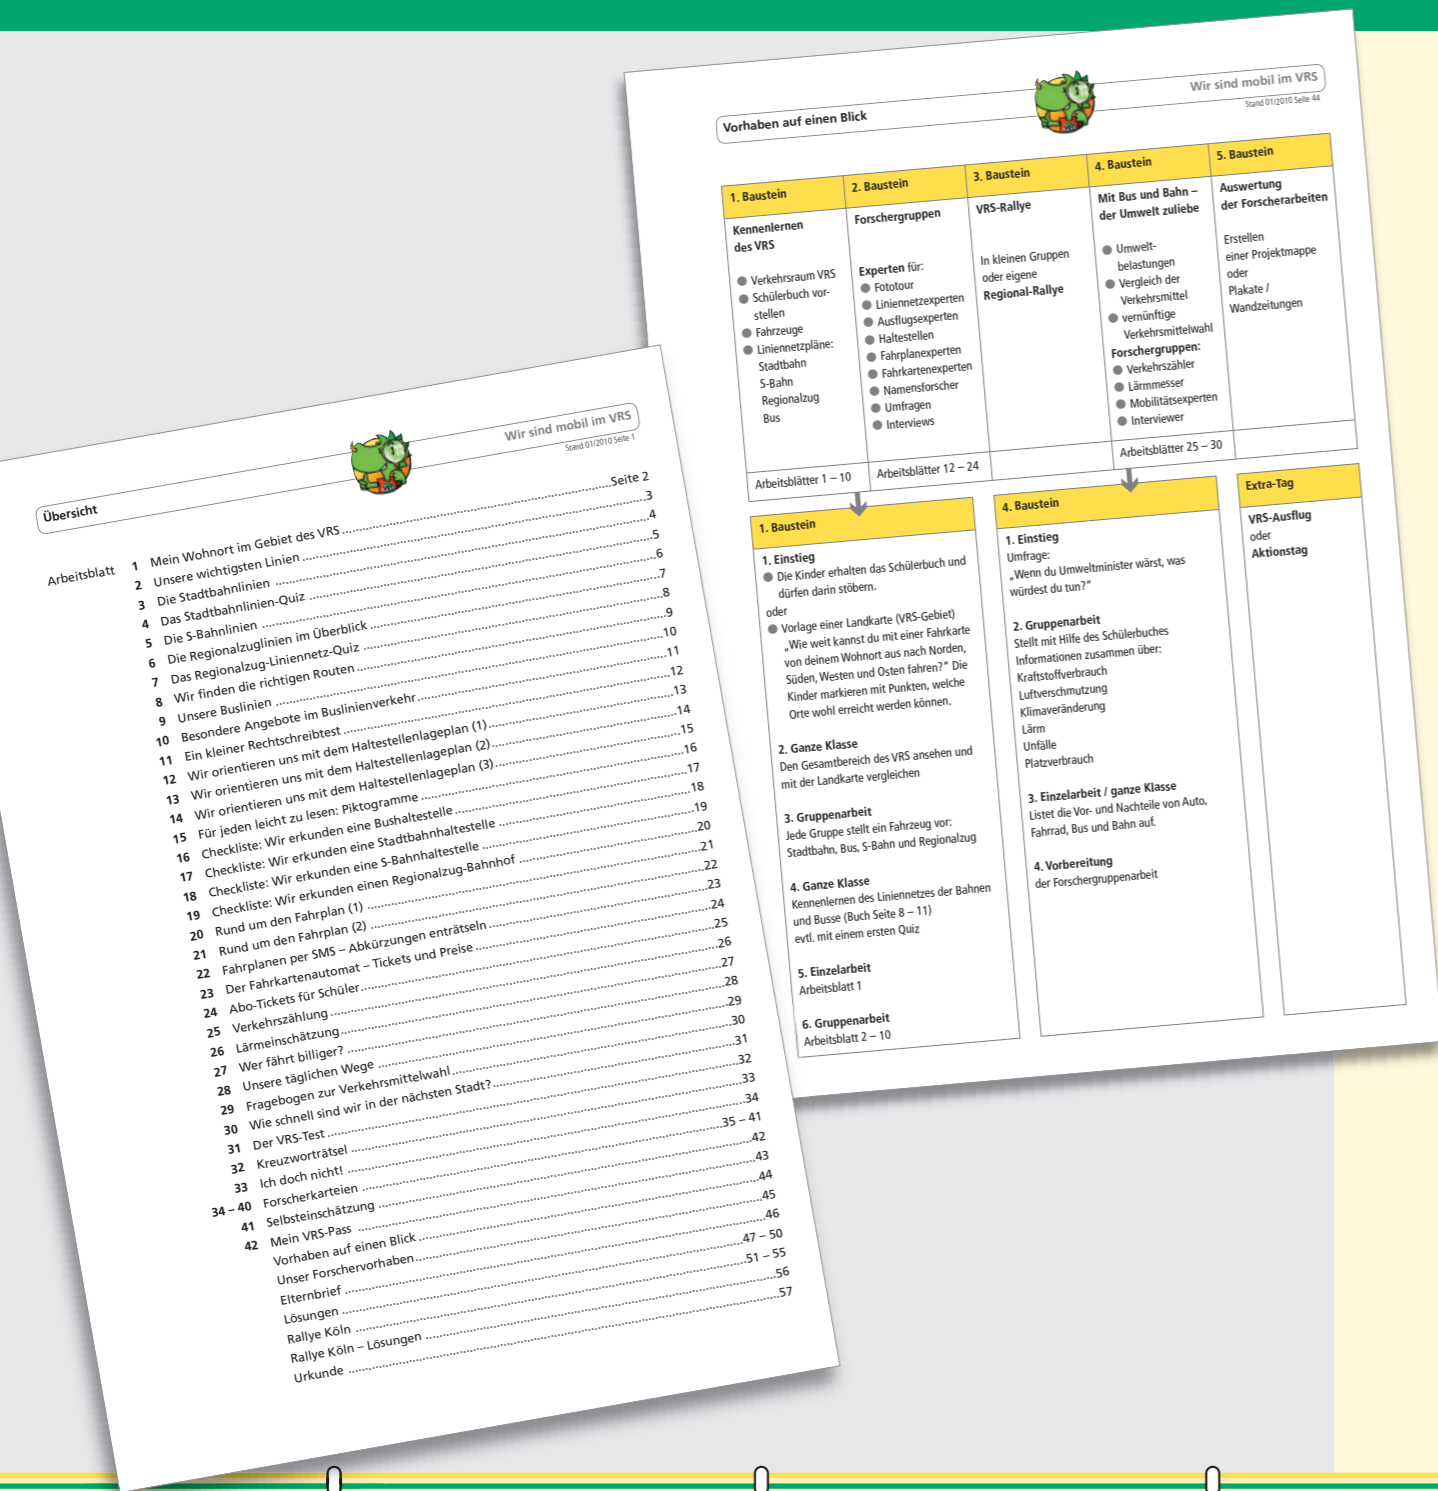 Übersicht
Wir sind mobil im VRS
Stand 01/2010 Seite 1
Arbeitsblatt 1 Mein Wohnort im Gebiet des VRS ... Seite 2
2 Unsere wichtigsten Linien ... 3
3 Die Stadtbahnlinien ... 4
4 Das Stadtbahnlinien-Quiz ... 5
5 Die S-Bahnlinien ... 6
6 Die Regionalzuglinien im Überblick ... 7
7 Das Regionalzug-Liniennetz-Quiz ... 8
8 Wir finden die richtigen Routen ... 9
9 Unsere Buslinien ... 10
10 Besondere Angebote im Buslinienverkehr ... 11
11 Ein kleiner Rechtschreibtest ... 12
12 Wir orientieren uns mit dem Haltestellenlageplan (1) ... 13
13 Wir orientieren uns mit dem Haltestellenlageplan (2) ... 14
14 Wir orientieren uns mit dem Haltestellenlageplan (3) ... 15
15 Für jeden leicht zu lesen: Piktogramme ... 16
16 Checkliste: Wir erkunden eine Bushaltestelle ... 17
17 Checkliste: Wir erkunden eine Stadtbahnhaltestelle ... 18
18 Checkliste: Wir erkunden eine S-Bahnhaltestelle ... 19
19 Checkliste: Wir erkunden einen Regionalzug-Bahnhof ... 20
20 Rund um den Fahrplan (1) ... 21
21 Rund um den Fahrplan (2) ... 22
22 Fahrplanen per SMS – Abkürzungen enträtseln ... 23
23 Der Fahrkartenautomat – Tickets und Preise ... 24
24 Abo-Tickets für Schüler ... 25
25 Verkehrszählung ... 26
26 Lärmeinschätzung ... 27
27 Wer fährt billiger? ... 28
28 Unsere täglichen Wege ... 29
29 Fragebogen zur Verkehrsmittelwahl ... 30
30 Wie schnell sind wir in der nächsten Stadt? ... 31
31 Der VRS-Test ... 32
32 Kreuzworträtsel ... 33
33 Ich doch nicht! ... 34
34 – 40 Forscherkarteien ... 35 – 41
41 Selbsteinschätzung ... 42
42 Mein VRS-Pass ... 43
Vorhaben auf einen Blick ... 44
Unser Forschervorhaben ... 45
Elternbrief ... 46
Lösungen ... 47 – 50
Rallye Köln ... 51 – 55
Rallye Köln – Lösungen ... 56
Urkunde ... 57
Vorhaben auf einen Blick
Wir sind mobil im VRS
Stand 01/2010 Seite 44
1. Baustein
Kennenlernen
des VRS
● Verkehrsraum VRS
● Schülerbuch vor-
stellen
● Fahrzeuge
● Liniennetzpläne:
Stadtbahn
S-Bahn
Regionalzug
Bus
Arbeitsblätter 1 – 10
2. Baustein
Forschergruppen
Experten für:
● Fototour
● Liniennetzexperten
● Ausflugsexperten
● Haltestellen
● Fahrplanexperten
● Fahrkartenexperten
● Namensforscher
● Umfragen
● Interviews
Arbeitsblätter 12 – 24
3. Baustein
VRS-Rallye
In kleinen Gruppen
oder eigene
Regional-Rallye
4. Baustein
Mit Bus und Bahn –
der Umwelt zuliebe
● Umwelt-
belastungen
● Vergleich der
Verkehrsmittel
● vernünftige
Verkehrsmittelwahl
Forschergruppen:
● Verkehrszähler
● Lärmmesser
● Mobilitätsexperten
● Interviewer
Arbeitsblätter 25 – 30
5. Baustein
Auswertung
der Forscherarbeiten
Erstellen
einer Projektmappe
oder
Plakate /
Wandzeitungen
1. Baustein
1. Einstieg
● Die Kinder erhalten das Schülerbuch und
dürfen darin stöbern.
oder
● Vorlage einer Landkarte (VRS-Gebiet)
„Wie weit kannst du mit einer Fahrkarte
von deinem Wohnort aus nach Norden,
Süden, Westen und Osten fahren?“ Die
Kinder markieren mit Punkten, welche
Orte wohl erreicht werden können.
2. Ganze Klasse
Den Gesamtbereich des VRS ansehen und
mit der Landkarte vergleichen
3. Gruppenarbeit
Jede Gruppe stellt ein Fahrzeug vor:
Stadtbahn, Bus, S-Bahn und Regionalzug
4. Ganze Klasse
Kennenlernen des Liniennetzes der Bahnen
und Busse (Buch Seite 8 – 11)
evtl. mit einem ersten Quiz
5. Einzelarbeit
Arbeitsblatt 1
6. Gruppenarbeit
Arbeitsblatt 2 – 10
4. Baustein
1. Einstieg
Umfrage:
„Wenn du Umweltminister wärst, was
würdest du tun?“
2. Gruppenarbeit
Stellt mit Hilfe des Schülerbuches
Informationen zusammen über:
Kraftstoffverbrauch
Luftverschmutzung
Klimaveränderung
Lärm
Unfälle
Platzverbrauch
3. Einzelarbeit / ganze Klasse
Listet die Vor- und Nachteile von Auto,
Fahrrad, Bus und Bahn auf.
4. Vorbereitung
der Forschergruppenarbeit
Extra-Tag
VRS-Ausflug
oder
Aktionstag